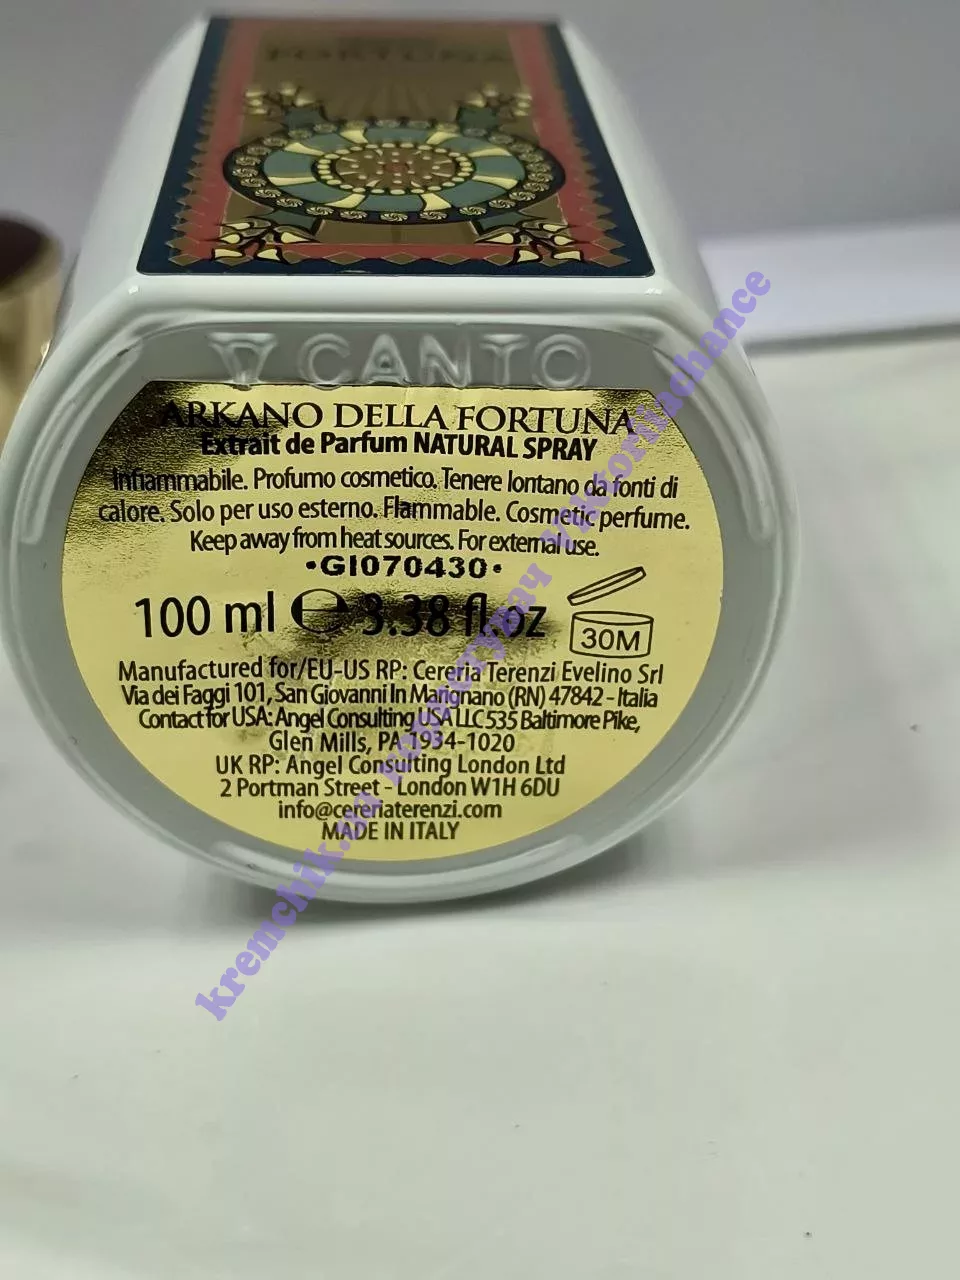 FORTUNA
V CANTO
ARKANO DELLA FORTUNA
Extrait de Parfum NATURAL SPRAY
Infiammabile. Profumo cosmetico. Tenere lontano da fonti di
calore. Solo per uso esterno. Flammable. Cosmetic perfume.
Keep away from heat sources. For external use.
•GI070430•
100 ml e 3.38 fl.oz
30M
Manufactured for/EU-US RP: Cereria Terenzi Evelino Srl
Via dei Faggi 101, San Giovanni In Marignano (RN) 47842 - Italia
Contact for USA: Angel Consulting USA LLC 535 Baltimore Pike,
Glen Mills, PA 1934-1020
UK RP: Angel Consulting London Ltd
2 Portman Street - London W1H 6DU
info@cereriaterenzi.com
MADE IN ITALY
kremchik.ua viktoriiachance